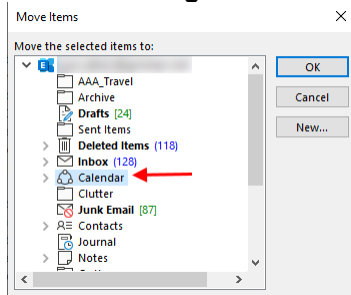 Move Items
Move the selected items to:
OK
AAA_Travel
Archive
Cancel
Drafts [24]
Sent Items
New...
Deleted Items (118)
Inbox (128)
Calendar
Clutter
Junk Email [87]
Contacts
Journal
Notes